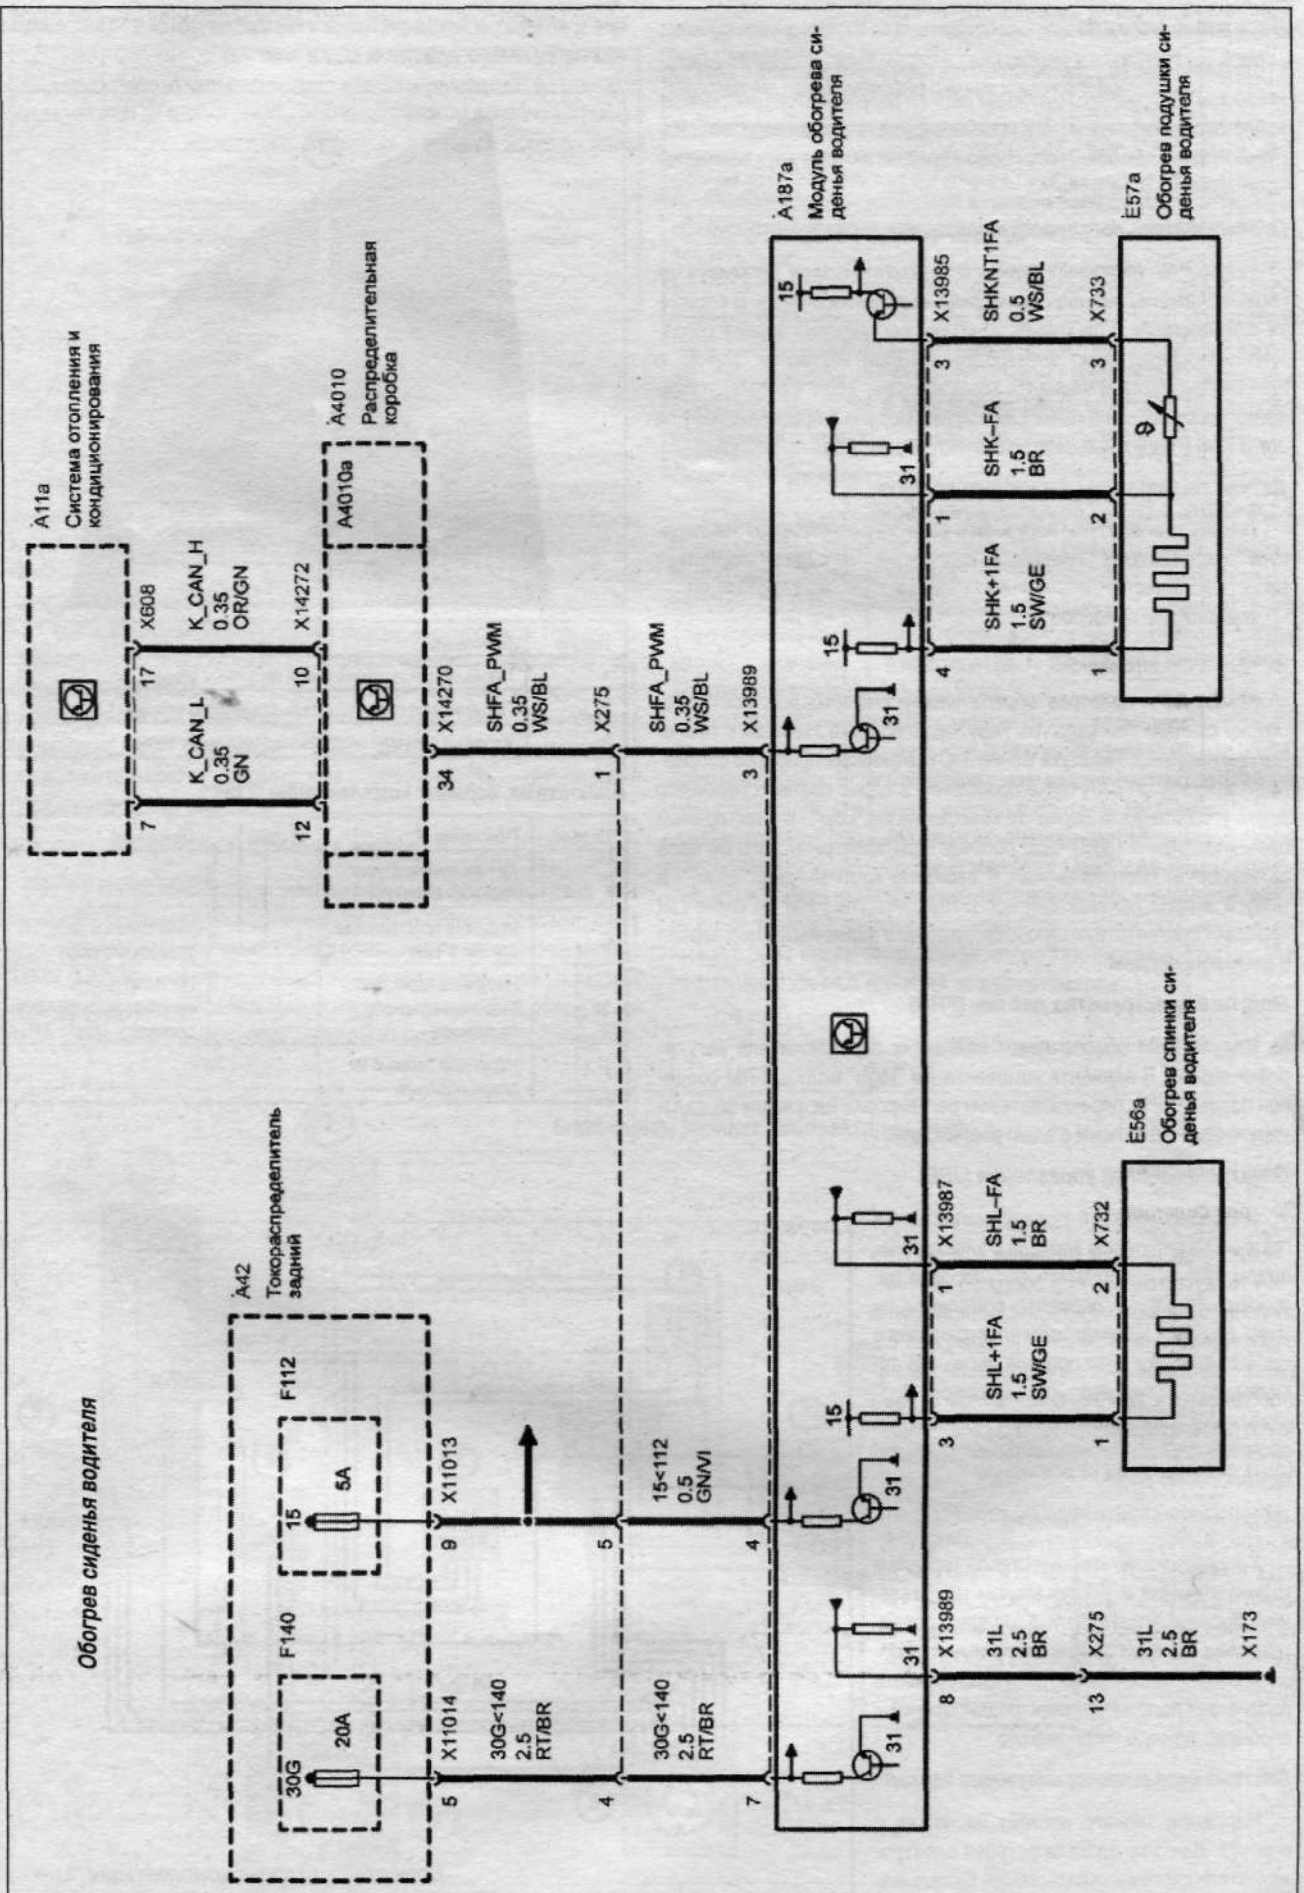 Обогрев сиденья водителя
A42
Токораспределитель
задний
F140
30G
20A
F112
15
5A
5
X11014
9
X11013
30G<140
2.5
RT/BR
4
5
30G<140
2.5
RT/BR
15<112
0.5
GN/VI
7
4
A11a
Система отопления и
кондиционирования
7
17
X608
K_CAN_L
0.35
GN
K_CAN_H
0.35
OR/GN
12
10
X14272
A4010
Распределительная
коробка
A4010a
34
X14270
SHFA_PWM
0.35
WS/BL
1
X275
SHFA_PWM
0.35
WS/BL
3
X13989
A187a
Модуль обогрева си-
денья водителя
31
31
31
15
31
31
15
31
15
8
X13989
31L
2.5
BR
13
X275
31L
2.5
BR
X173
3
1
X13987
SHL+1FA
1.5
SW/GE
SHL–FA
1.5
BR
1
2
X732
E56a
Обогрев спинки си-
денья водителя
4
1
3
X13985
SHK+1FA
1.5
SW/GE
SHK–FA
1.5
BR
SHKNT1FA
0.5
WS/BL
1
2
3
X733
E57a
Обогрев подушки си-
денья водителя
ϑ